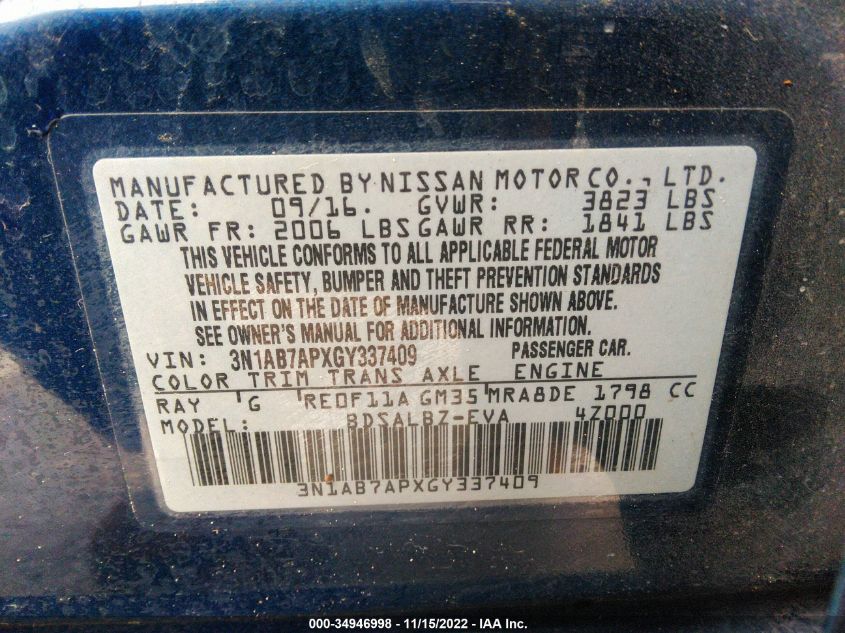 MANUFACTURED BY NISSAN MOTOR CO., LTD.
DATE: 09/16. GVWR: 3823 LBS
GAWR FR: 2006 LBS GAWR RR: 1841 LBS
THIS VEHICLE CONFORMS TO ALL APPLICABLE FEDERAL MOTOR
VEHICLE SAFETY, BUMPER AND THEFT PREVENTION STANDARDS
IN EFFECT ON THE DATE OF MANUFACTURE SHOWN ABOVE.
SEE OWNER'S MANUAL FOR ADDITIONAL INFORMATION.
VIN: 3N1AB7APXGY337409 PASSENGER CAR.
COLOR TRIM TRANS AXLE ENGINE
RAY G RE0F11A GM35 MRA8DE 1798 CC
MODEL: BDSALBZ-EVA 4Z000
3N1AB7APXGY337409
000-34946998 - 11/15/2022 - IAA Inc.